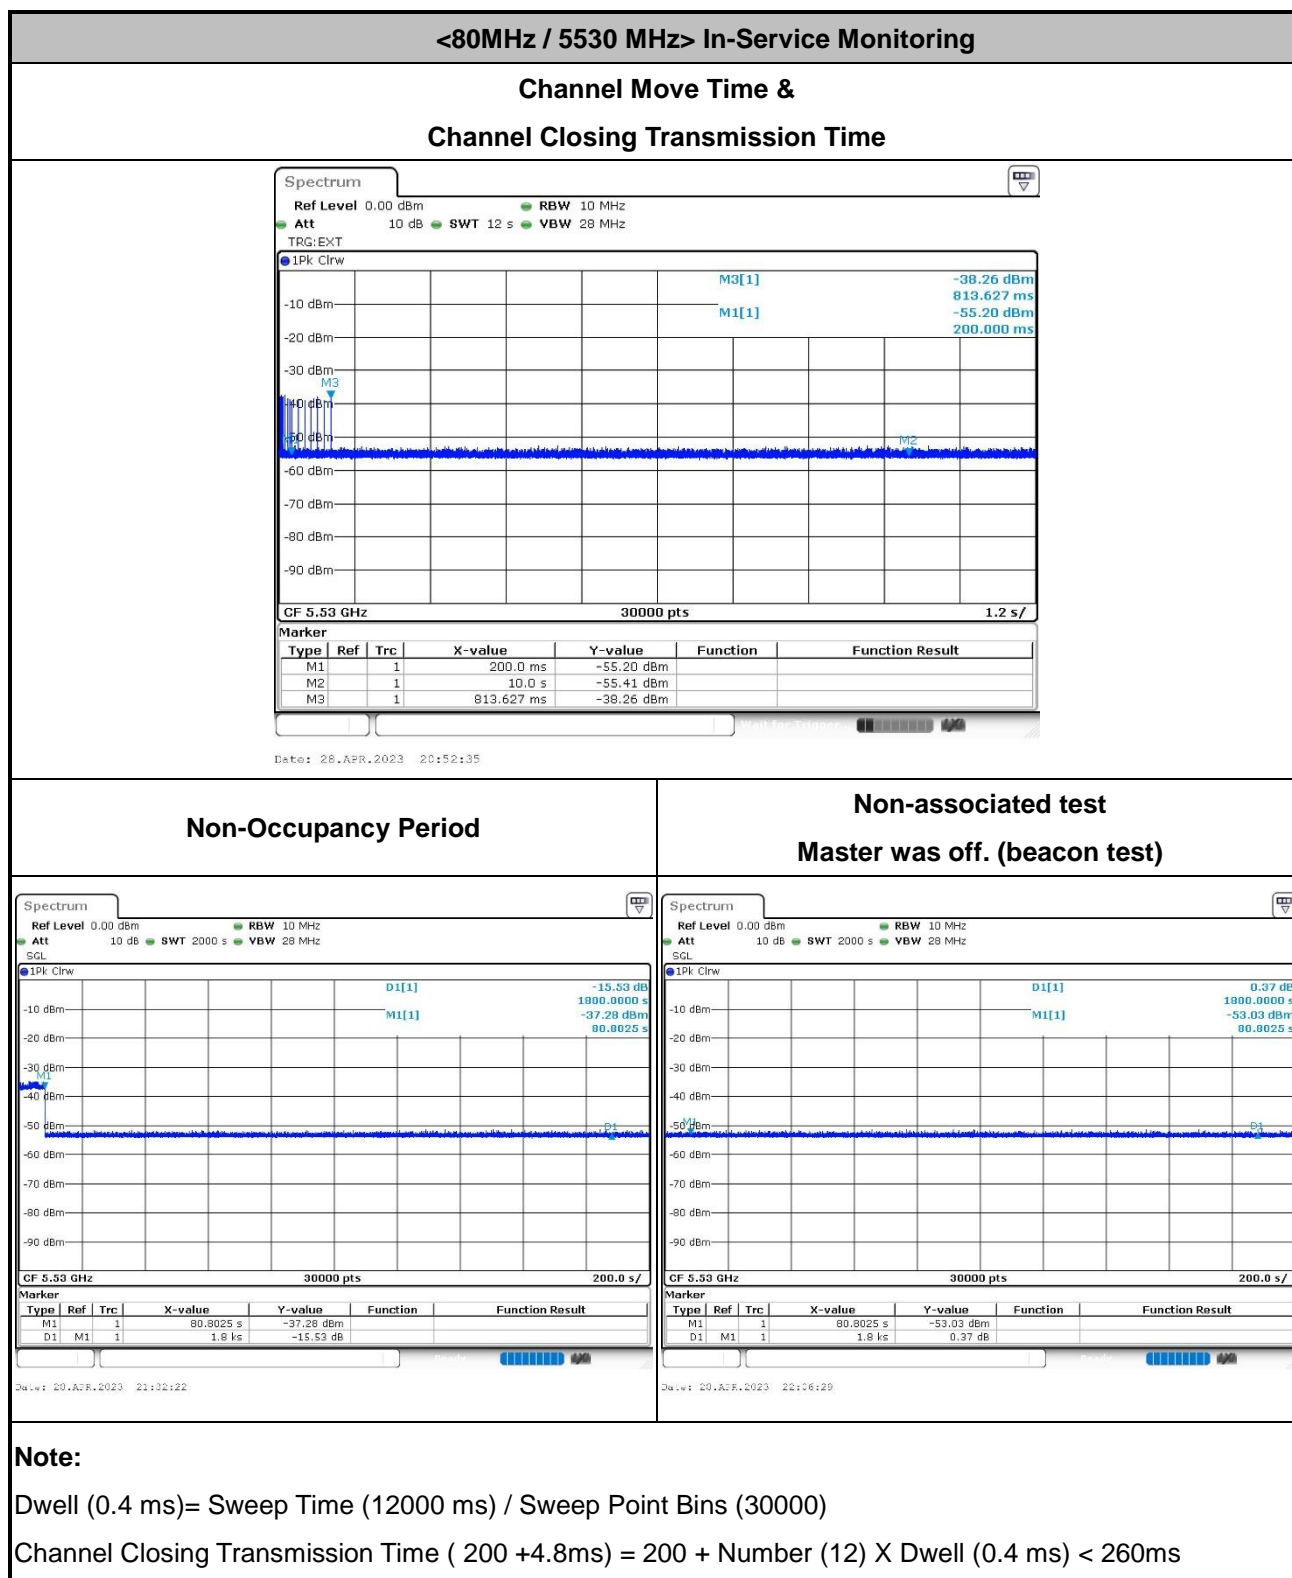 <80MHz / 5530 MHz> In-Service Monitoring
Channel Move Time &
Channel Closing Transmission Time
Spectrum
Ref Level 0.00 dBm RBW 10 MHz
Att 10 dB SWT 12 s VBW 28 MHz
TRG:EXT
1Pk Clrw
M3[1] -38.26 dBm
813.627 ms
-10 dBm
M1[1] -55.20 dBm
200.000 ms
-20 dBm
-30 dBm
M3
-40 dBm
M2
-60 dBm
-70 dBm
-80 dBm
-90 dBm
CF 5.53 GHz 30000 pts 1.2 s/
Marker
Type Ref Trc X-value Y-value Function Function Result
M1 1 200.0 ms -55.20 dBm
M2 1 10.0 s -55.41 dBm
M3 1 813.627 ms -38.26 dBm
Wait for Trigger
Date: 28.APR.2023 20:52:35
Non-Occupancy Period
Non-associated test
Master was off. (beacon test)
Spectrum
Ref Level 0.00 dBm RBW 10 MHz
Att 10 dB SWT 2000 s VBW 28 MHz
SGL
1Pk Clrw
D1[1] -15.53 dB
1800.0000 s
-10 dBm
M1[1] -37.28 dBm
80.8025 s
-20 dBm
-30 dBm
M1
-40 dBm
-50 dBm
D1
-60 dBm
-70 dBm
-80 dBm
-90 dBm
CF 5.53 GHz 30000 pts 200.0 s/
Marker
Type Ref Trc X-value Y-value Function Function Result
M1 1 80.8025 s -37.28 dBm
D1 M1 1 1.8 ks -15.53 dB
21:32:22
Spectrum
Ref Level 0.00 dBm RBW 10 MHz
Att 10 dB SWT 2000 s VBW 28 MHz
SGL
1Pk Clrw
D1[1] 0.37 dB
1800.0000 s
-10 dBm
M1[1] -53.03 dBm
80.8025 s
-20 dBm
-30 dBm
-40 dBm
M1
-50 dBm
D1
-60 dBm
-70 dBm
-80 dBm
-90 dBm
CF 5.53 GHz 30000 pts 200.0 s/
Marker
Type Ref Trc X-value Y-value Function Function Result
M1 1 80.8025 s -53.03 dBm
D1 M1 1 1.8 ks 0.37 dB
22:06:29
Note:
Dwell (0.4 ms)= Sweep Time (12000 ms) / Sweep Point Bins (30000)
Channel Closing Transmission Time ( 200 +4.8ms) = 200 + Number (12) X Dwell (0.4 ms) < 260ms